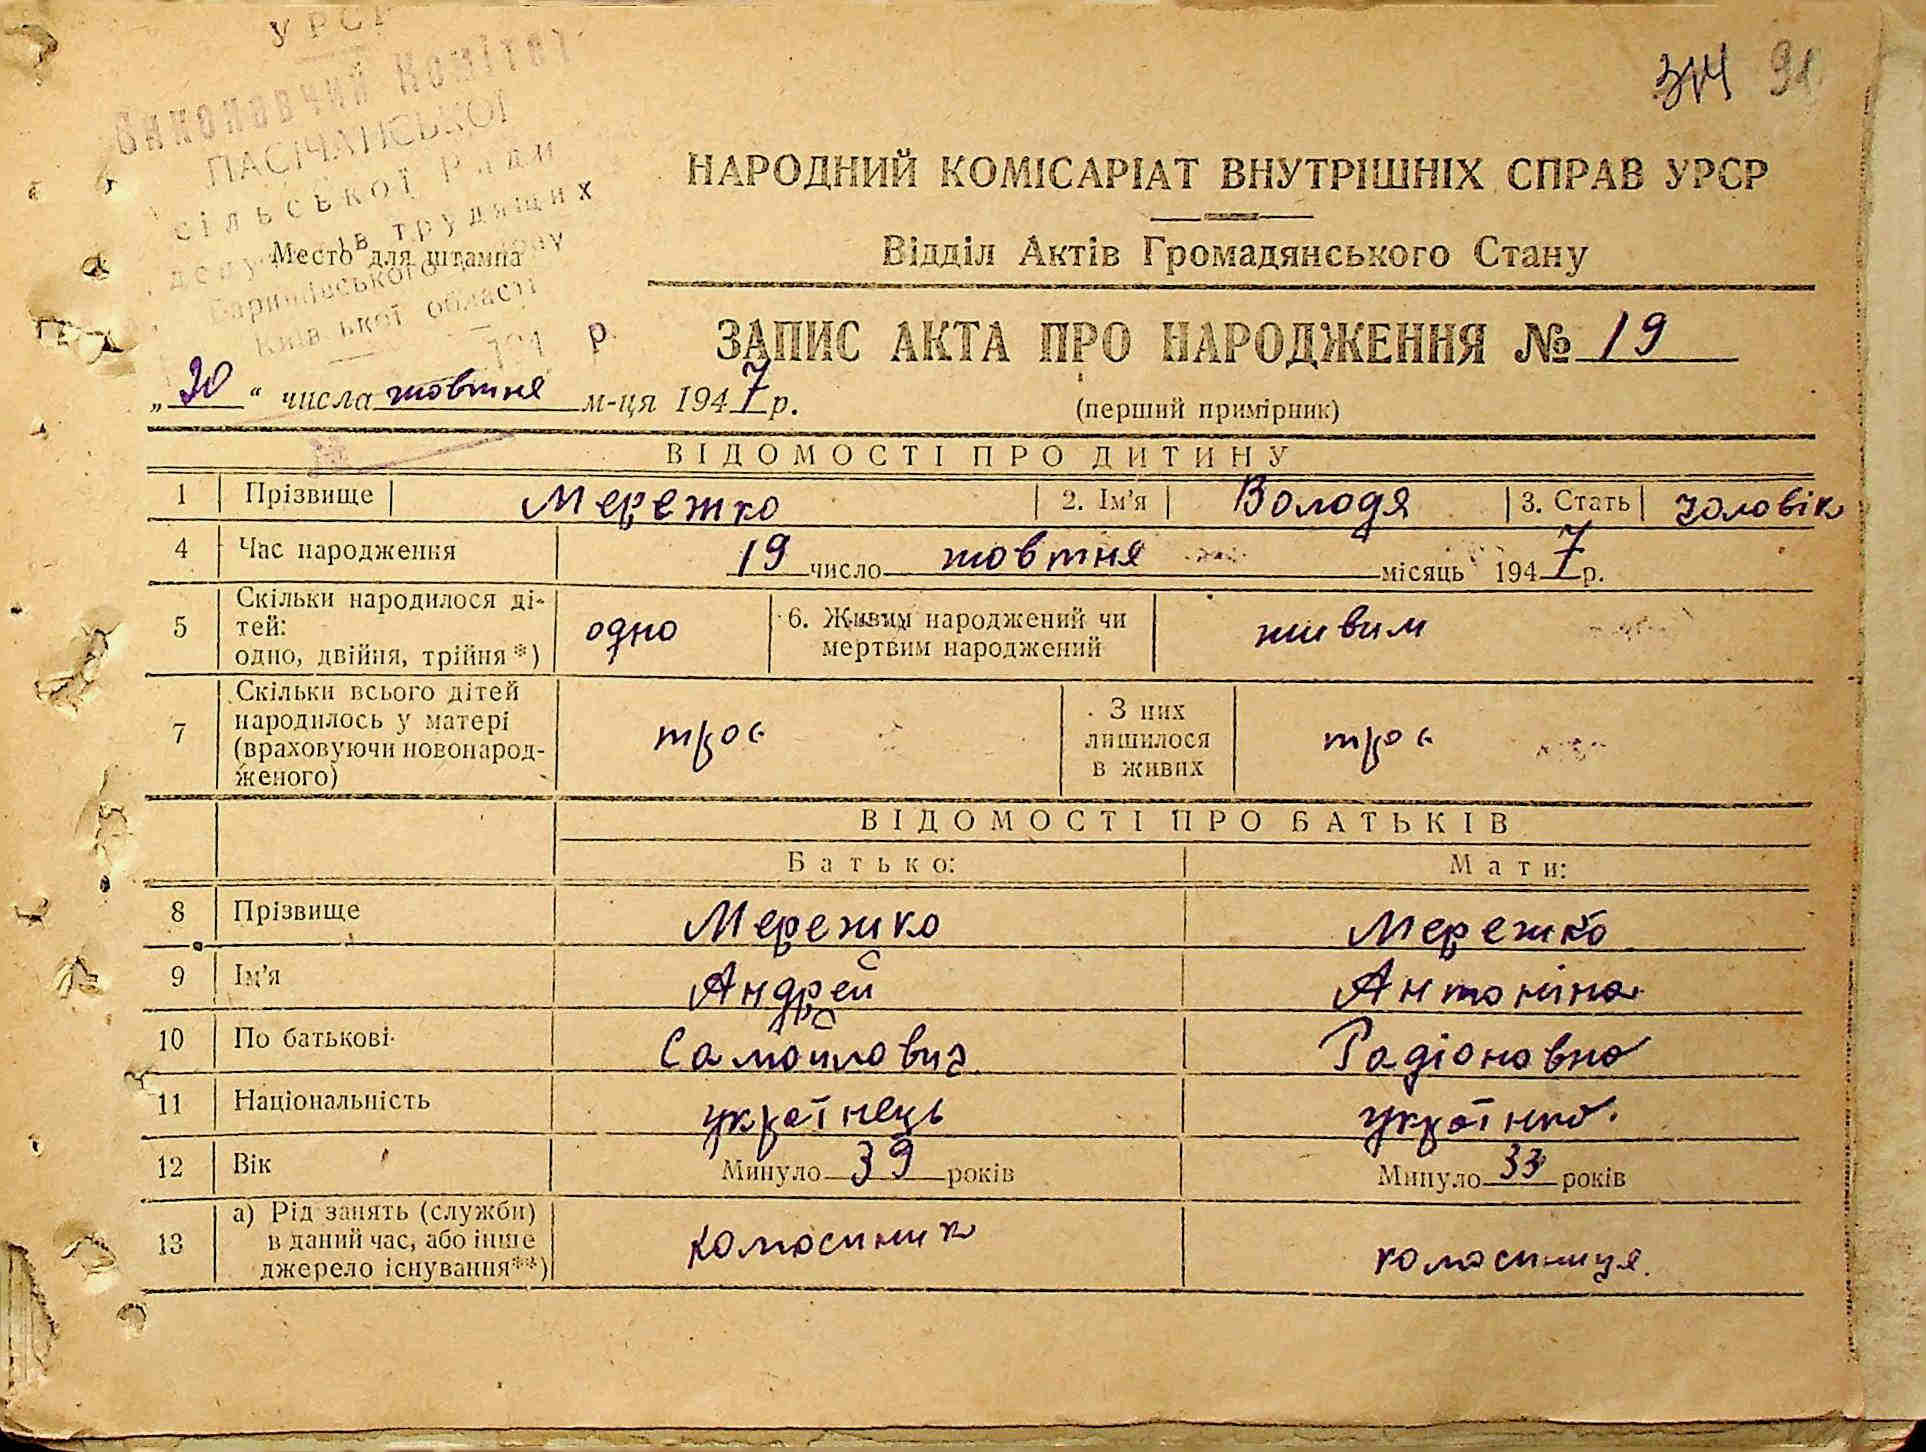 УРСР
Виконавчий Комітет
ПАСІЧАНСЬКОЇ
сільської Ради
депутатів трудящих
Баришівського району
Київської області
р.
Место для штампа
314 91
НАРОДНИЙ КОМІСАРІАТ ВНУТРІШНІХ СПРАВ УРСР
Відділ Актів Громадянського Стану
ЗАПИС АКТА ПРО НАРОДЖЕННЯ № 19
„20“ числа жовтня м-ця 1947 р.
(перший примірник)
ВІДОМОСТІ ПРО ДИТИНУ
1 Прізвище Мережко 2. Ім'я Володя 3. Стать чоловік
4 Час народження 19 число жовтня місяць 1947 р.
5 Скільки народилося ді-
тей:
одно, двійня, трійня*) одно 6. Живим народжений чи
мертвим народжений живим
7 Скільки всього дітей
народилось у матері
(враховуючи новонарод-
женого) троє З них
лишилося
в живих троє
ВІДОМОСТІ ПРО БАТЬКІВ
Батько: Мати:
8 Прізвище Мережко Мережко
9 Ім'я Андрей Антоніна
10 По батькові Самойлович Радіоновна
11 Національність українець українка.
12 Вік Минуло 39 років Минуло 33 років
13 а) Рід занять (служби)
в даний час, або інше
джерело існування**) колгоспник колгоспниця.